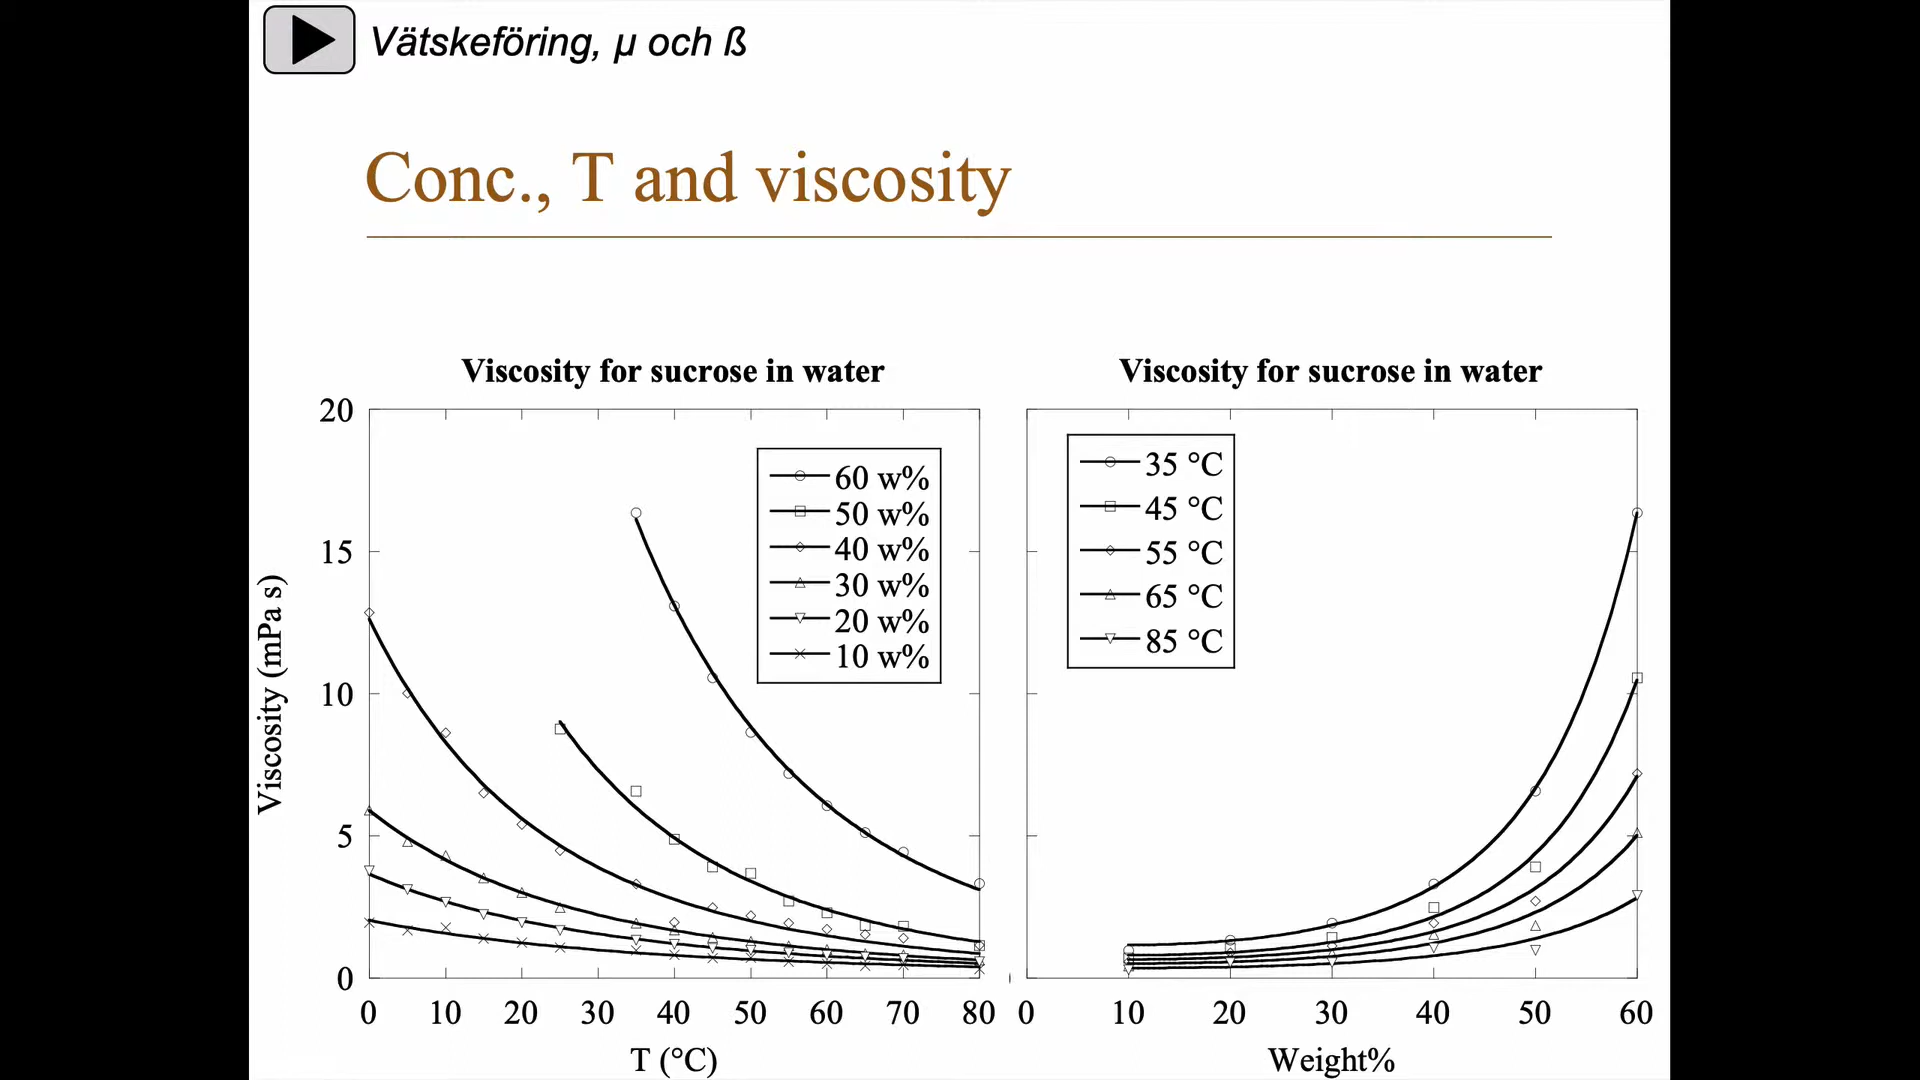 Vätskeföring, µ och ß
Conc., T and viscosity
Viscosity for sucrose in water
Viscosity (mPa s)
20
15
10
5
0
60 w%
50 w%
40 w%
30 w%
20 w%
10 w%
0 10 20 30 40 50 60 70 80
T (°C)
Viscosity for sucrose in water
35 °C
45 °C
55 °C
65 °C
85 °C
0 10 20 30 40 50 60
Weight%